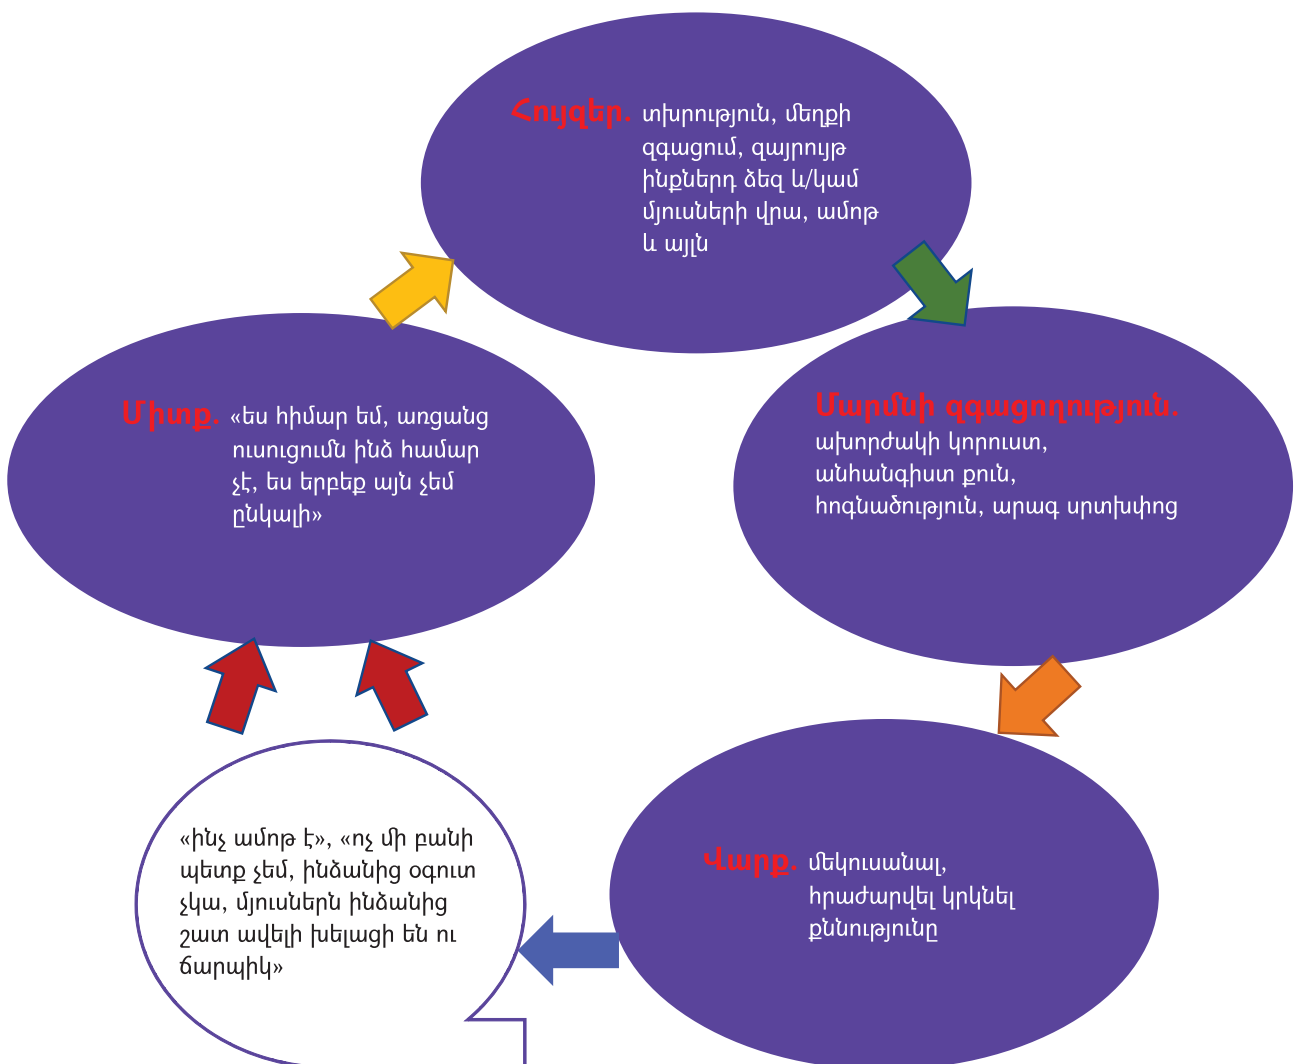 Հույզեր. տխրություն, մեղքի
զգացում, զայրույթ
ինքներդ ձեզ և/կամ
մյուսների վրա, ամոթ
և այլն
Միտք. «ես հիմար եմ, առցանց
ուսուցումն ինձ համար
չէ, ես երբեք այն չեմ
ընկալի»
Մարմնի զգացողություն.
ախորժակի կորուստ,
անհանգիստ քուն,
հոգնածություն, արագ սրտխփոց
«ինչ ամոթ է», «ոչ մի բանի
պետք չեմ, ինձանից օգուտ
չկա, մյուսներն ինձանից
շատ ավելի խելացի են ու
ճարպիկ»
Վարք. մեկուսանալ,
հրաժարվել կրկնել
քննությունը